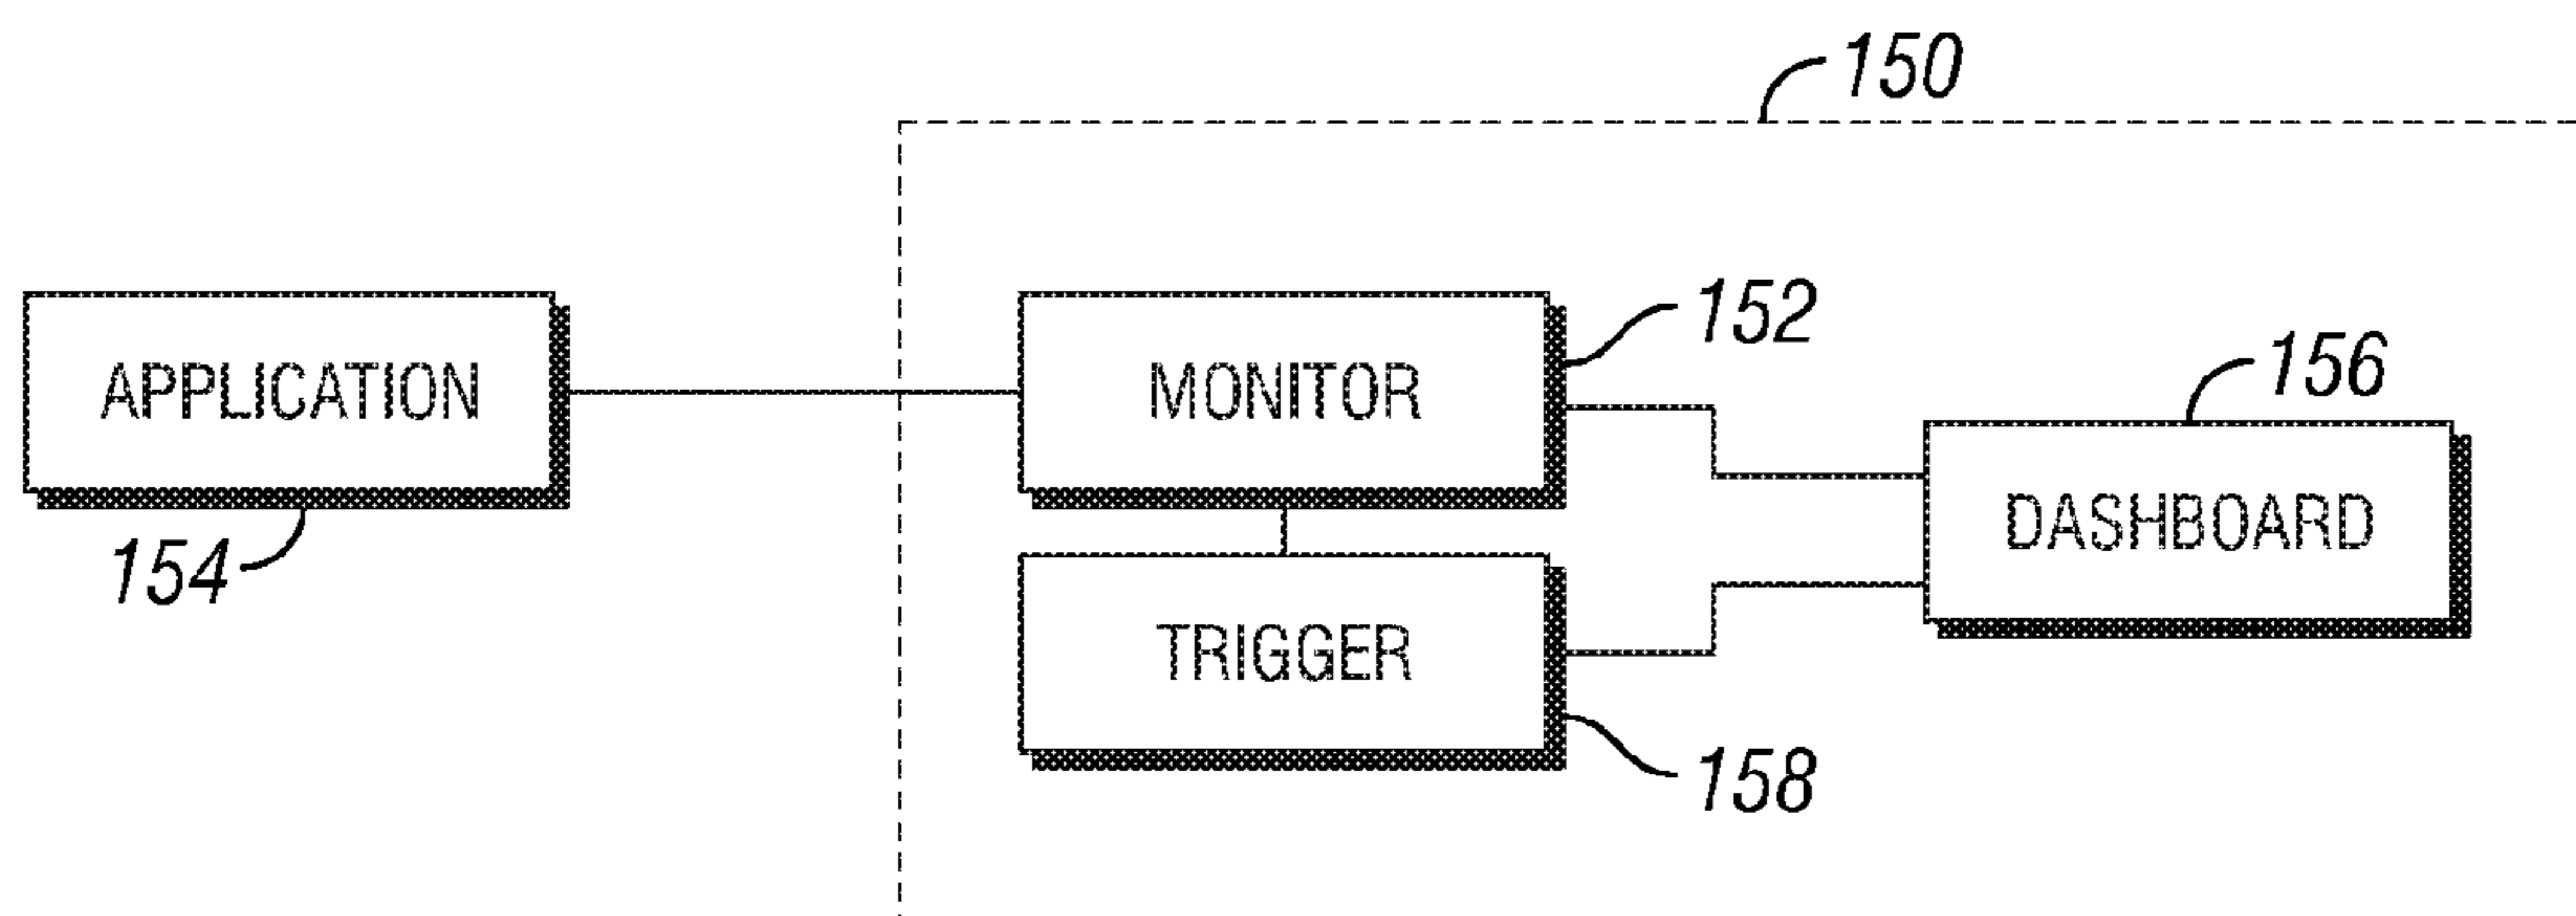 150
152
156
APPLICATION
MONITOR
DASHBOARD
154
TRIGGER
158